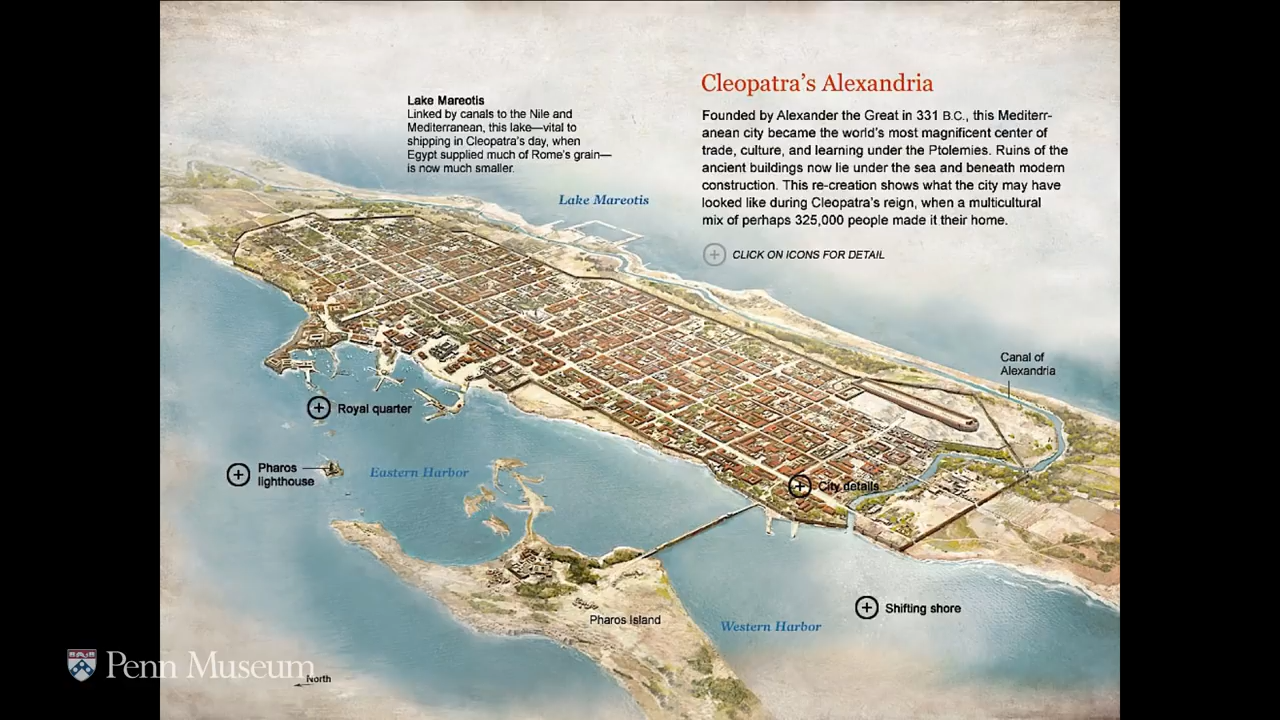 Cleopatra's Alexandria
Founded by Alexander the Great in 331 B.C., this Mediterr-
anean city became the world's most magnificent center of
trade, culture, and learning under the Ptolemies. Ruins of the
ancient buildings now lie under the sea and beneath modern
construction. This re-creation shows what the city may have
looked like during Cleopatra's reign, when a multicultural
mix of perhaps 325,000 people made it their home.
CLICK ON ICONS FOR DETAIL
Lake Mareotis
Linked by canals to the Nile and
Mediterranean, this lake—vital to
shipping in Cleopatra's day, when
Egypt supplied much of Rome's grain—
is now much smaller.
Lake Mareotis
Canal of
Alexandria
Royal quarter
Pharos
lighthouse
Eastern Harbor
City details
Shifting shore
Pharos Island
Western Harbor
Penn Museum
North